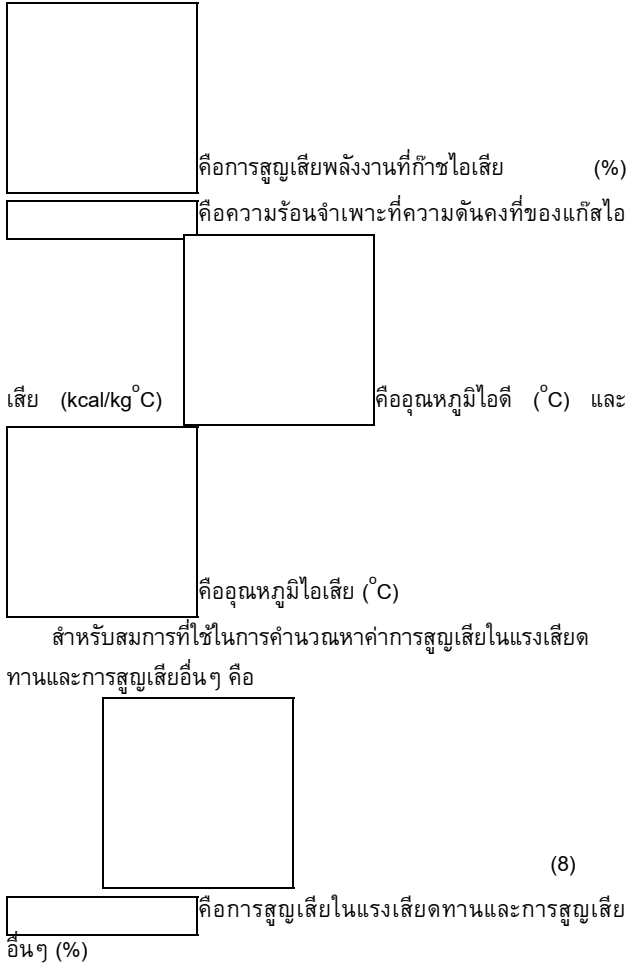 คือการสูญเสียพลังงานที่ก๊าซไอเสีย (%)
คือความร้อนจำเพาะที่ความดันคงที่ของแก๊สไอ
เสีย (kcal/kg°C) คืออุณหภูมิไอดี (°C) และ
คืออุณหภูมิไอเสีย (°C)
สำหรับสมการที่ใช้ในการคำนวณหาค่าการสูญเสียในแรงเสียด
ทานและการสูญเสียอื่นๆ คือ
(8)
คือการสูญเสียในแรงเสียดทานและการสูญเสีย
อื่นๆ (%)